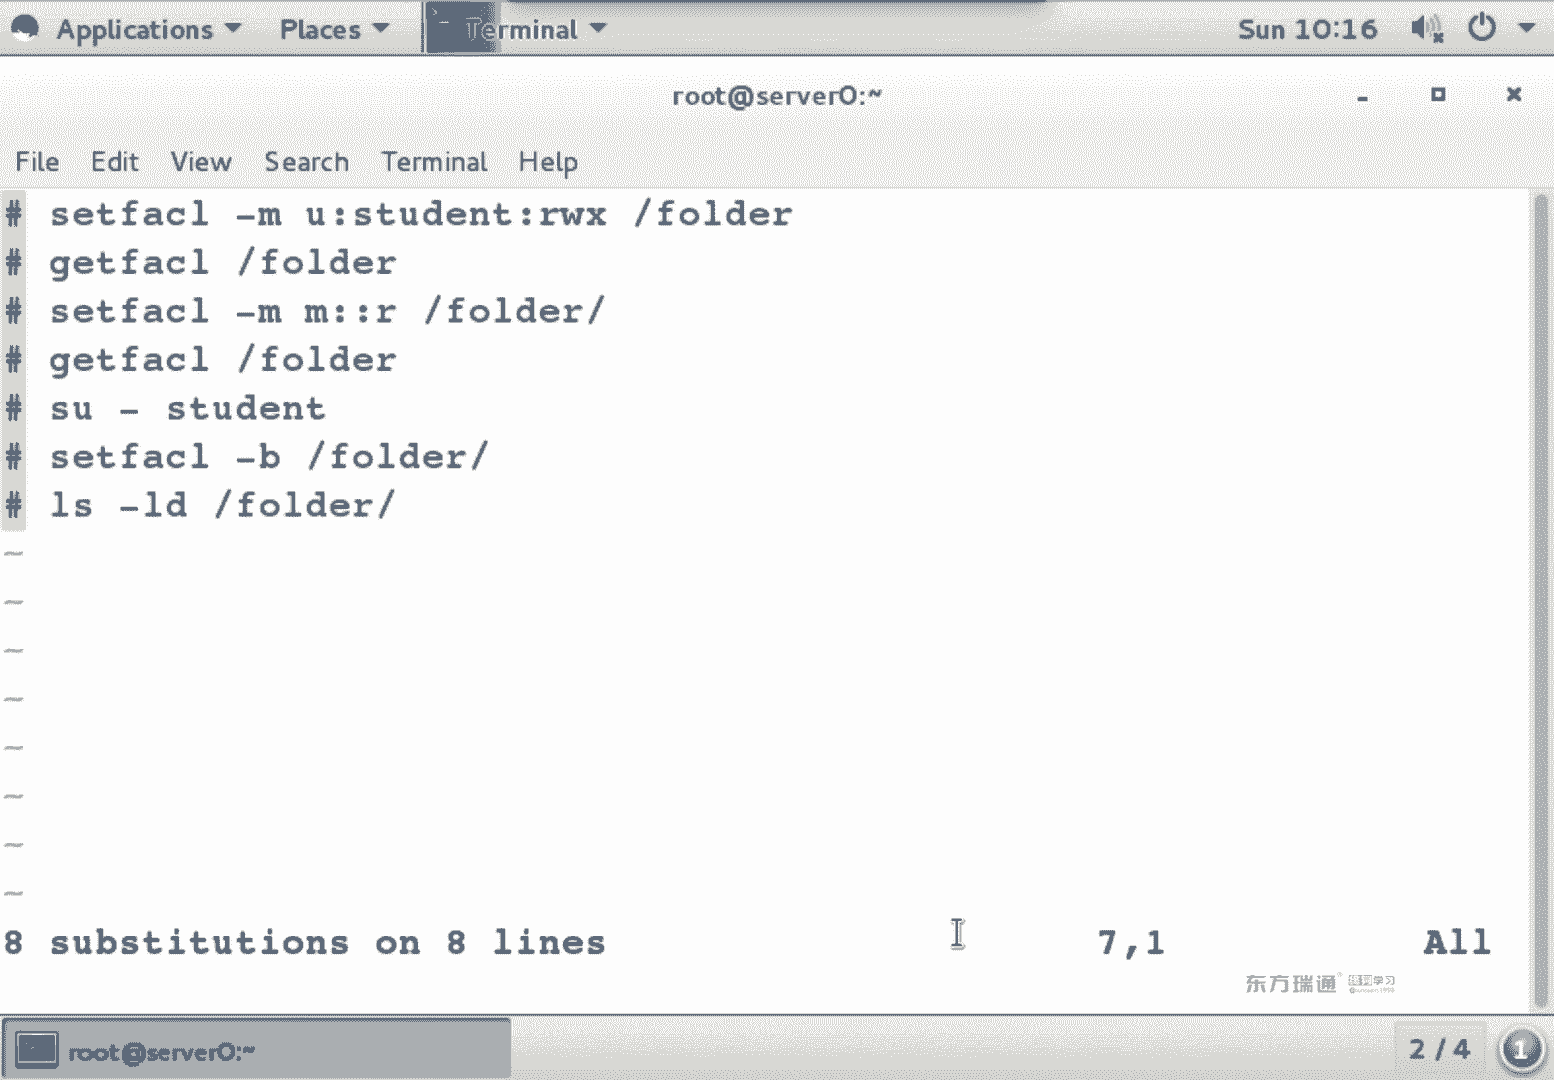 Applications Places Terminal Sun 10:16
root@server0:~
File Edit View Search Terminal Help
# setfacl -m u:student:rwx /folder
# getfacl /folder
# setfacl -m m::r /folder/
# getfacl /folder
# su - student
# setfacl -b /folder/
# ls -ld /folder/
~
~
~
~
~
~
~
~
8 substitutions on 8 lines 7,1 All
东方瑞通
root@server0:~ 2 / 4 1